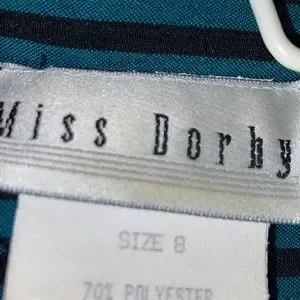 Miss Dorby
SIZE 8
70% POLYESTER